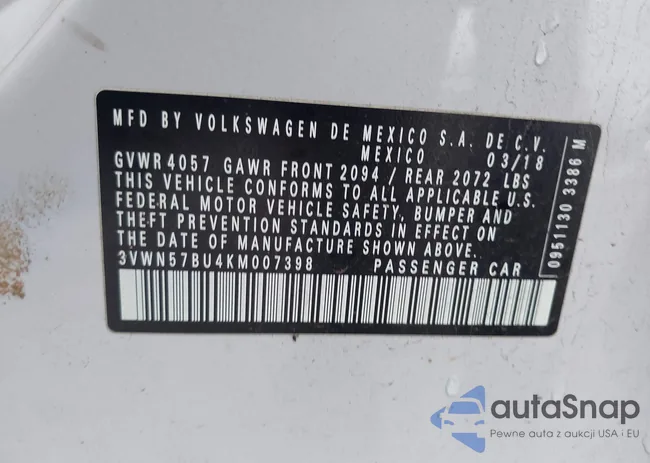 MFD BY VOLKSWAGEN DE MEXICO S.A. DE C.V.
MEXICO 03/18
GVWR 4057 GAWR FRONT 2094 / REAR 2072 LBS
THIS VEHICLE CONFORMS TO ALL APPLICABLE U.S.
FEDERAL MOTOR VEHICLE SAFETY, BUMPER AND
THEFT PREVENTION STANDARDS IN EFFECT ON
THE DATE OF MANUFACTURE SHOWN ABOVE.
3VWN57BU4KM007398 PASSENGER CAR
0951130 3386 M
autaSnap
Pewne auta z aukcji USA i EU